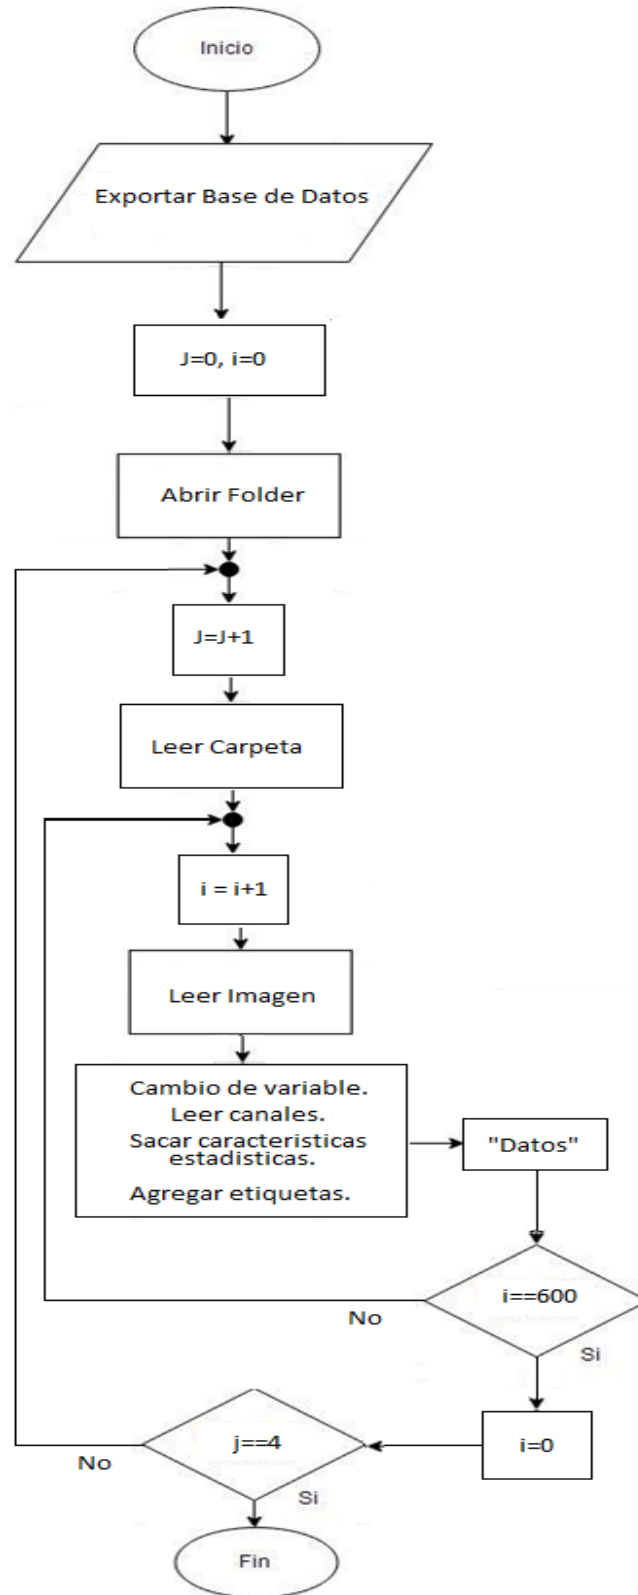 Inicio
Exportar Base de Datos
J=0, i=0
Abrir Folder
J=J+1
Leer Carpeta
i = i+1
Leer Imagen
Cambio de variable.
Leer canales.
Sacar caracteristicas
estadisticas.
Agregar etiquetas.
"Datos"
i==600
No
Si
i=0
j==4
No
Si
Fin